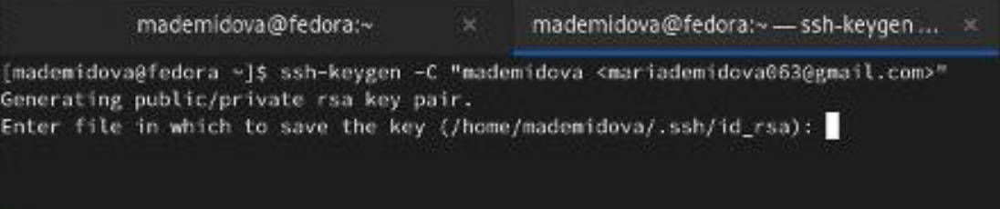 mademidova@fedora:~ ×
mademidova@fedora:~ — ssh-keygen ... ×
[mademidova@fedora ~]$ ssh-keygen -C "mademidova <mariademidova063@gmail.com>"
Generating public/private rsa key pair.
Enter file in which to save the key (/home/mademidova/.ssh/id_rsa):